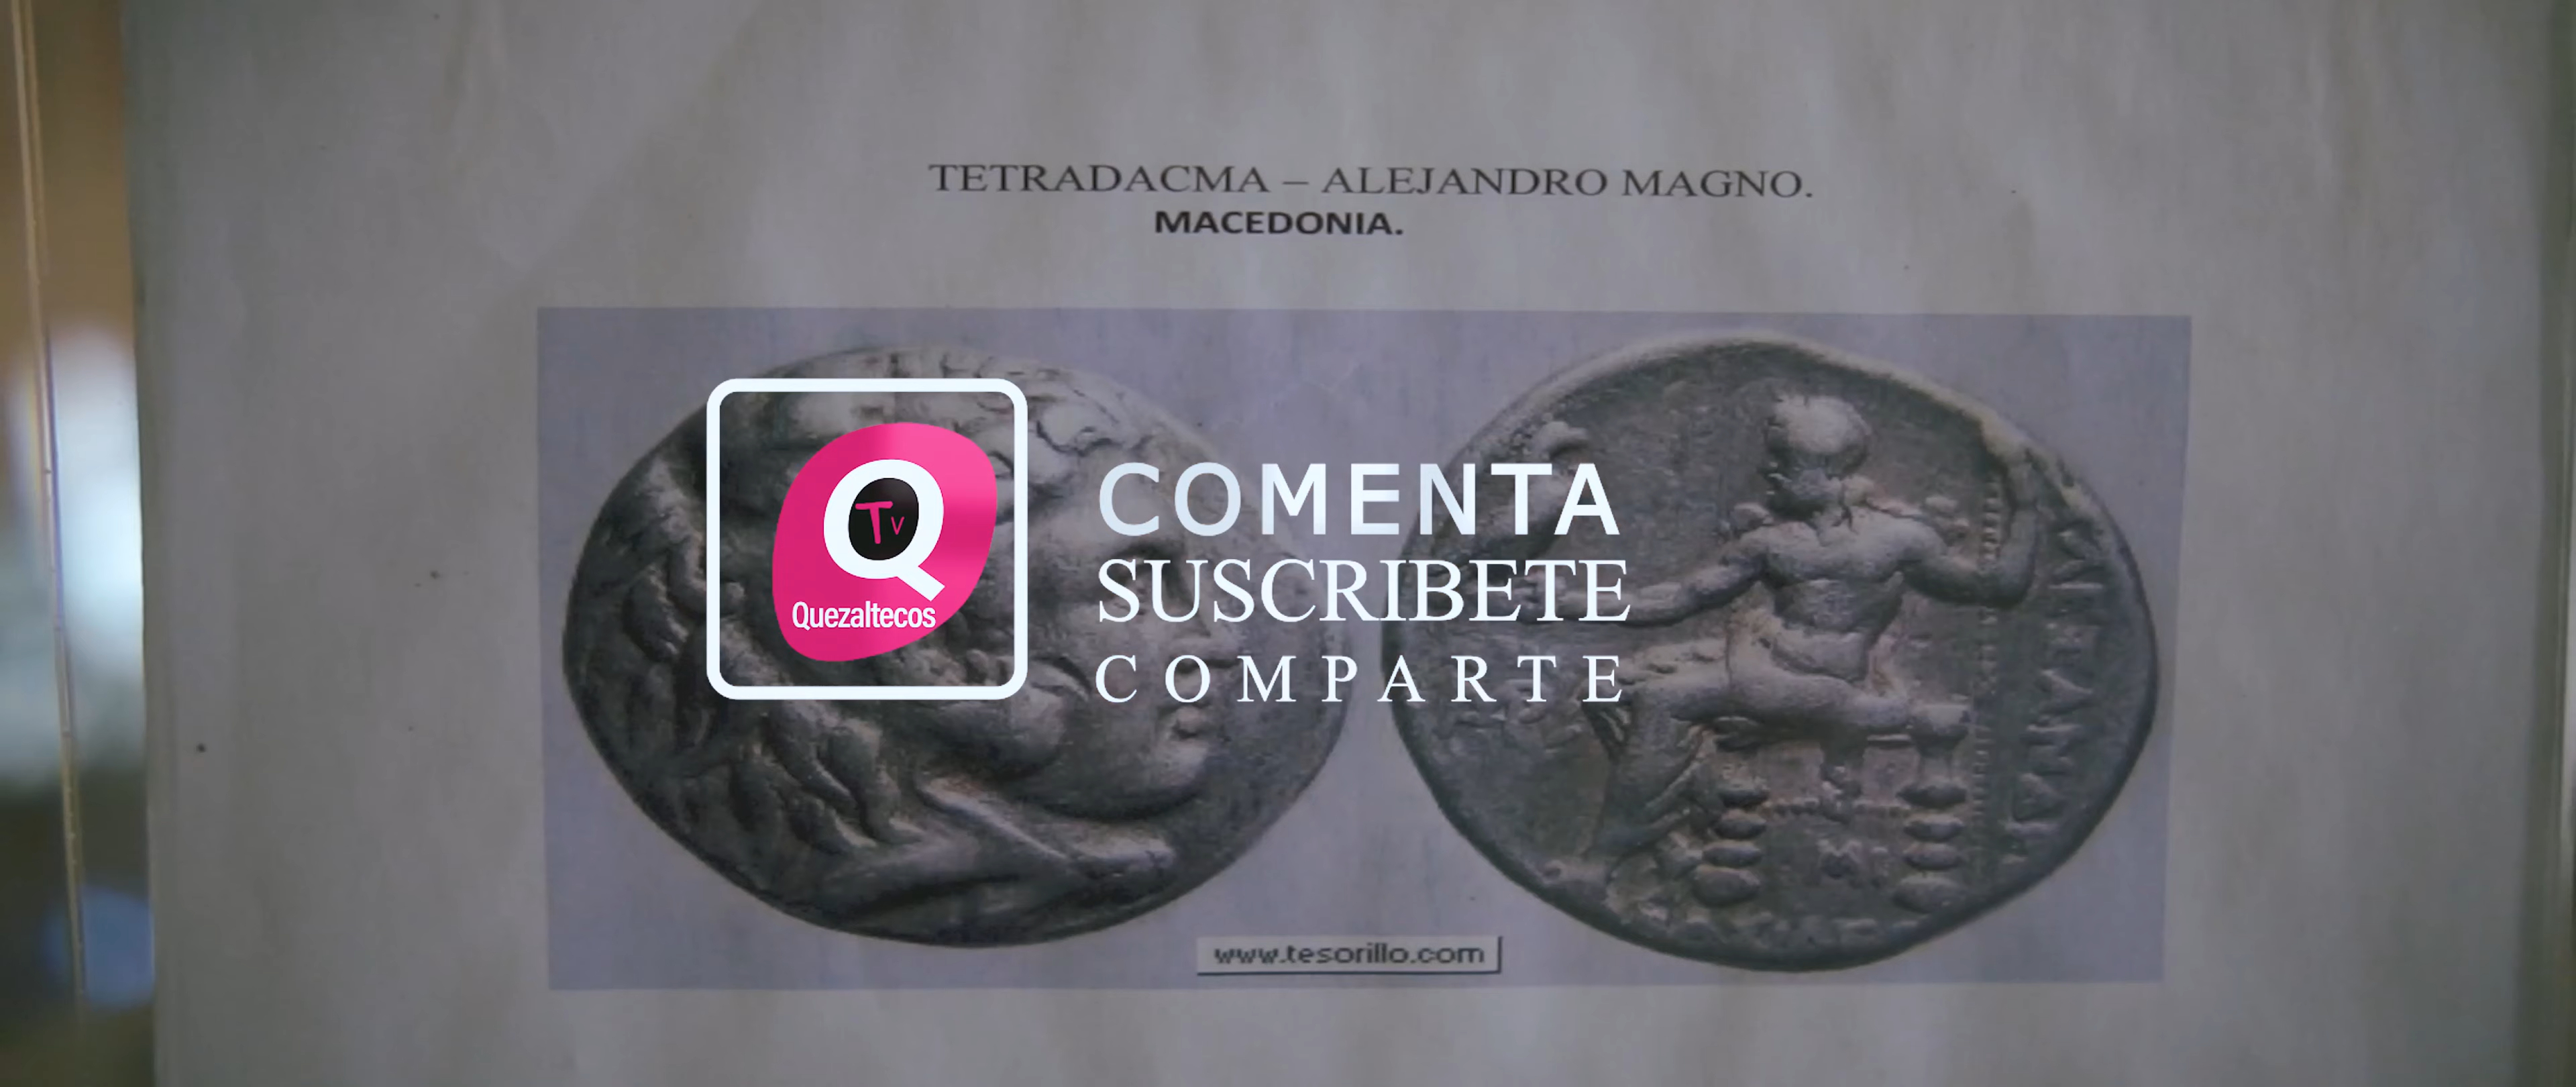 TETRADACMA – ALEJANDRO MAGNO.
MACEDONIA.
Tv
Quezaltecos
COMENTA
SUSCRIBETE
COMPARTE
www.tesorillo.com